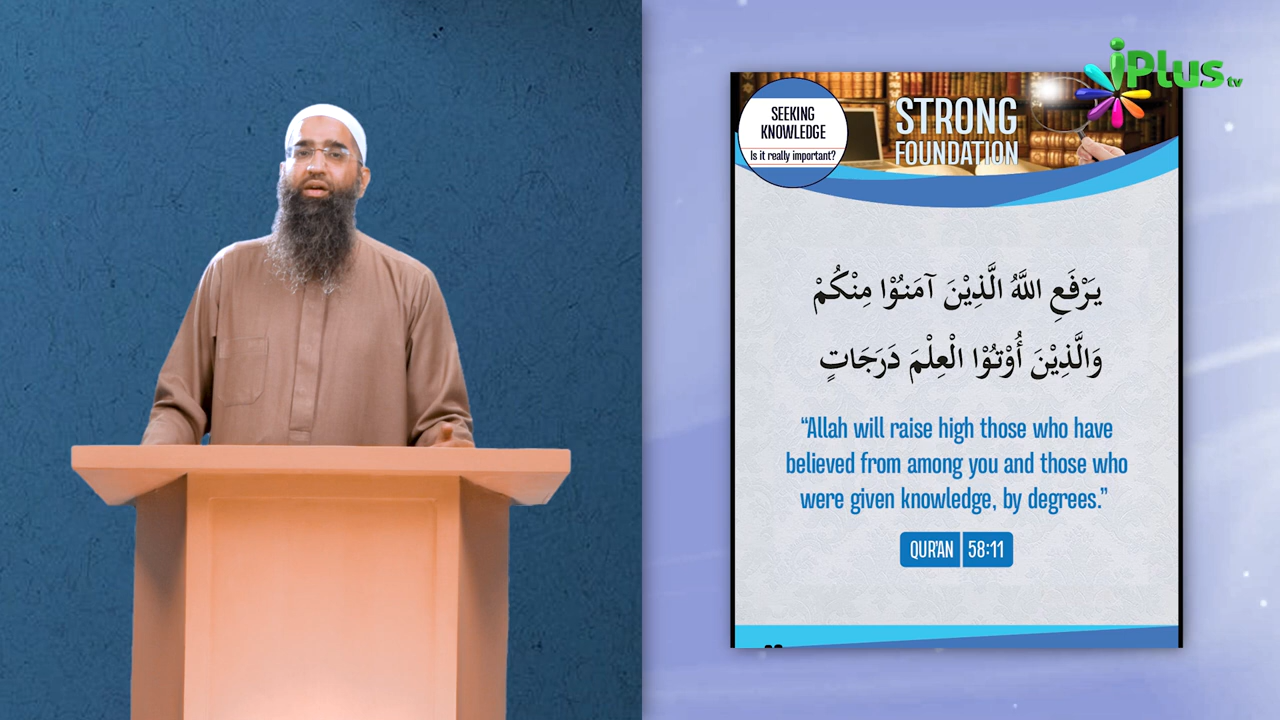 iPlus tv
SEEKING
KNOWLEDGE
Is it really important?
STRONG
FOUNDATION
يَرْفَعِ اللَّهُ الَّذِيْنَ آمَنُوْا مِنْكُمْ
وَالَّذِيْنَ أُوْتُوْا الْعِلْمَ دَرَجَاتٍ
“Allah will raise high those who have
believed from among you and those who
were given knowledge, by degrees.”
QUR'AN 58:11